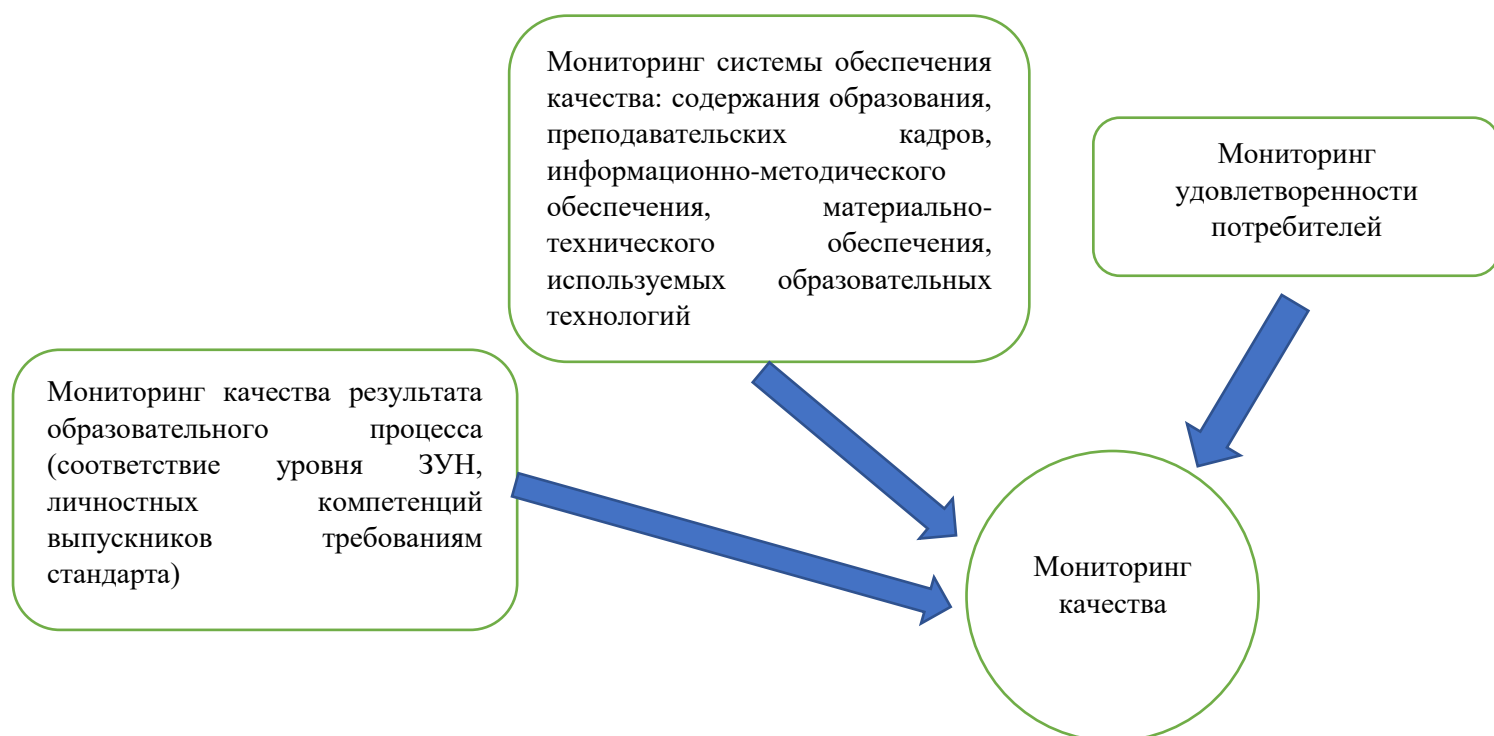 Мониторинг системы обеспечения
качества: содержания образования,
преподавательских кадров,
информационно-методического
обеспечения, материально-
технического обеспечения,
используемых образовательных
технологий
Мониторинг
удовлетворенности
потребителей
Мониторинг качества результата
образовательного процесса
(соответствие уровня ЗУН,
личностных компетенций
выпускников требованиям
стандарта)
Мониторинг
качества